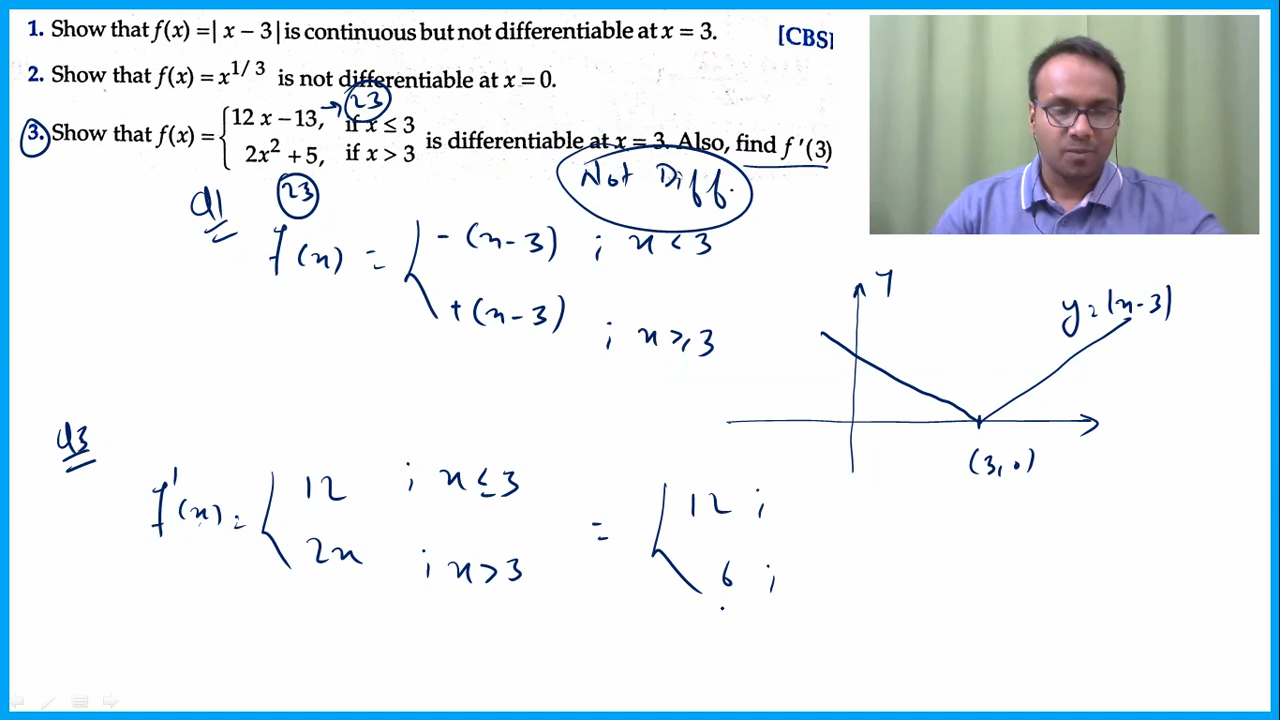 1. Show that f(x) = | x − 3 | is continuous but not differentiable at x = 3. [CBS]
2. Show that f(x) = x^1/3 is not differentiable at x = 0.
23
3. Show that f(x) = { 12x − 13, if x ≤ 3
2x² + 5, if x > 3 is differentiable at x = 3. Also, find f '(3)
23
Not Diff.
Q1
f(x) = { - (x-3) ; x < 3
+ (x-3) ; x ≥ 3
Y
y = |x-3|
(3,0)
Q3
f'(x) = { 12 ; x ≤ 3
2x ; x > 3
= { 12 ;
6 ;